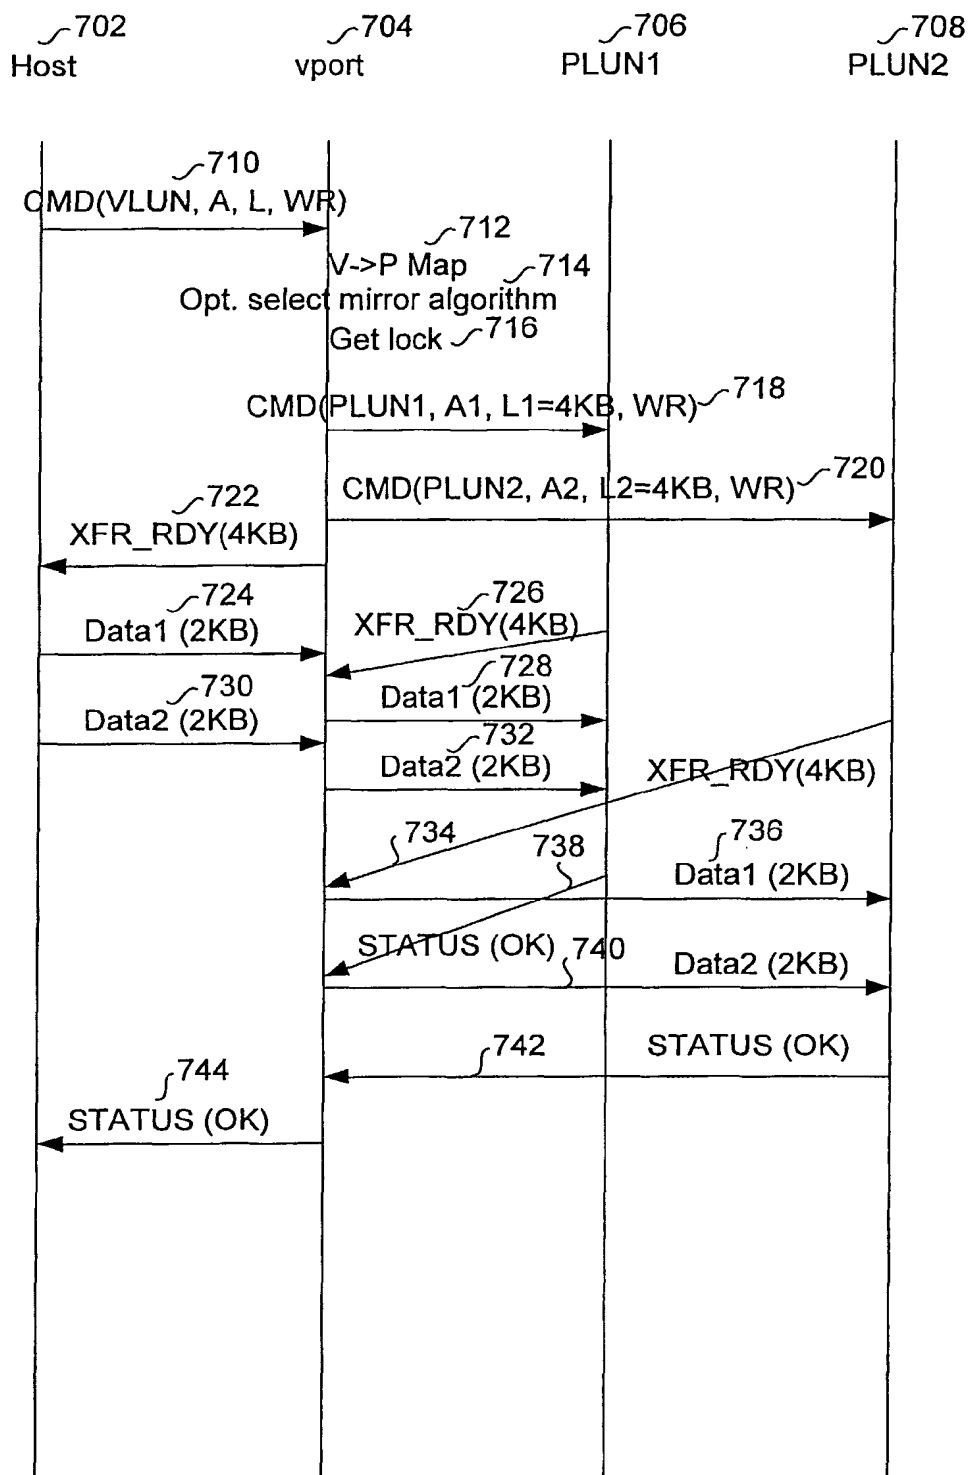 702 704 706 708
Host vport PLUN1 PLUN2
710
CMD(VLUN, A, L, WR)
712
V->P Map
714
Opt. select mirror algorithm
Get lock 716
CMD(PLUN1, A1, L1=4KB, WR) 718
720
CMD(PLUN2, A2, L2=4KB, WR)
722
XFR_RDY(4KB)
724
Data1 (2KB)
726
XFR_RDY(4KB)
728
Data1 (2KB)
730
Data2 (2KB)
732
Data2 (2KB)
XFR_RDY(4KB)
734
738
736
Data1 (2KB)
STATUS (OK)
740
Data2 (2KB)
742
STATUS (OK)
744
STATUS (OK)